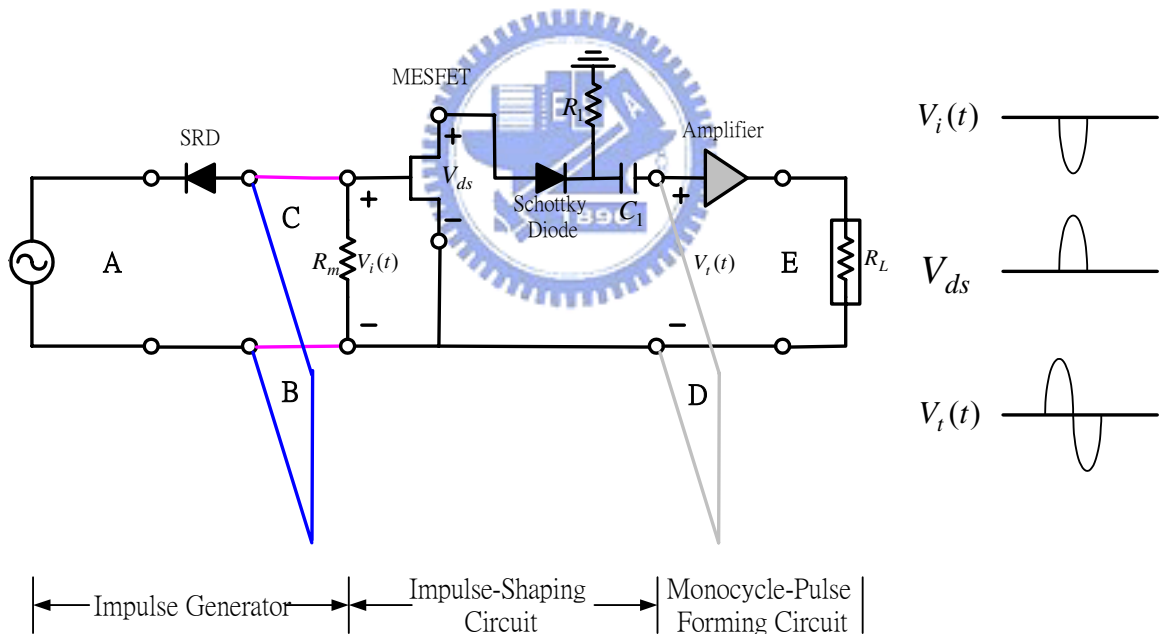 MESFET
SRD
R1
Amplifier
Vi(t)
+
+
Vds
−
Schottky
Diode
C1
+
C
A
Rm
+
Vi(t)
−
Vt(t)
E
RL
Vds
1896
−
B
D
Vt(t)
Impulse Generator
Impulse-Shaping
Circuit
Monocycle-Pulse
Forming Circuit